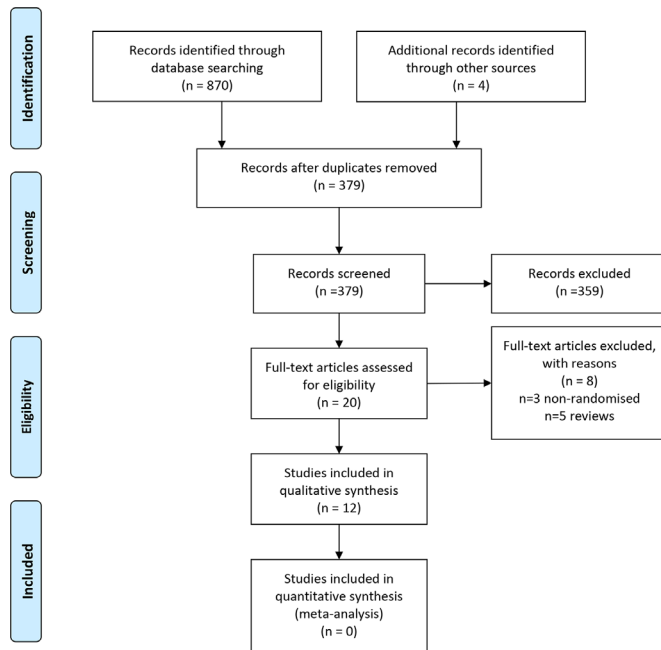 Identification
Records identified through
database searching
(n = 870)
Additional records identified
through other sources
(n = 4)
Records after duplicates removed
(n = 379)
Screening
Records screened
(n =379)
Records excluded
(n =359)
Eligibility
Full-text articles assessed
for eligibility
(n = 20)
Full-text articles excluded,
with reasons
(n = 8)
n=3 non-randomised
n=5 reviews
Studies included in
qualitative synthesis
(n = 12)
Included
Studies included in
quantitative synthesis
(meta-analysis)
(n = 0)